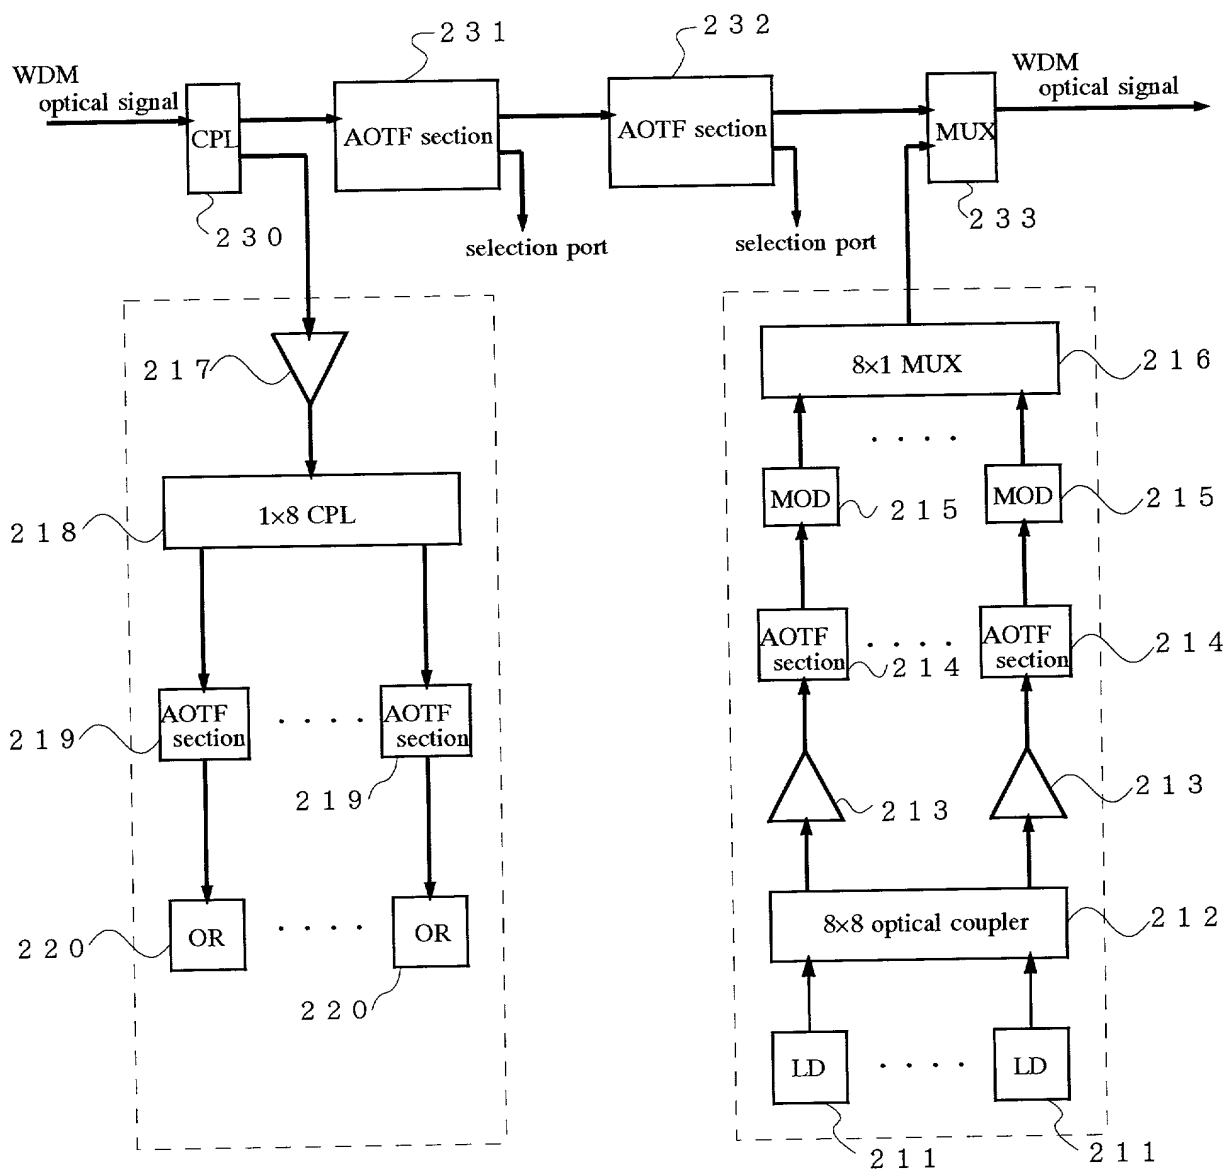 231
232
WDM
optical signal
WDM
optical signal
CPL
AOTF section
AOTF section
MUX
230
233
selection port
selection port
217
8×1 MUX
216
. . . .
218
1×8 CPL
MOD
215
MOD
215
AOTF
section
. . . .
214
AOTF
section
214
219
AOTF
section
. . . .
AOTF
section
219
213
213
220
OR
. . . .
OR
220
8×8 optical coupler
212
LD
. . . .
LD
211
211